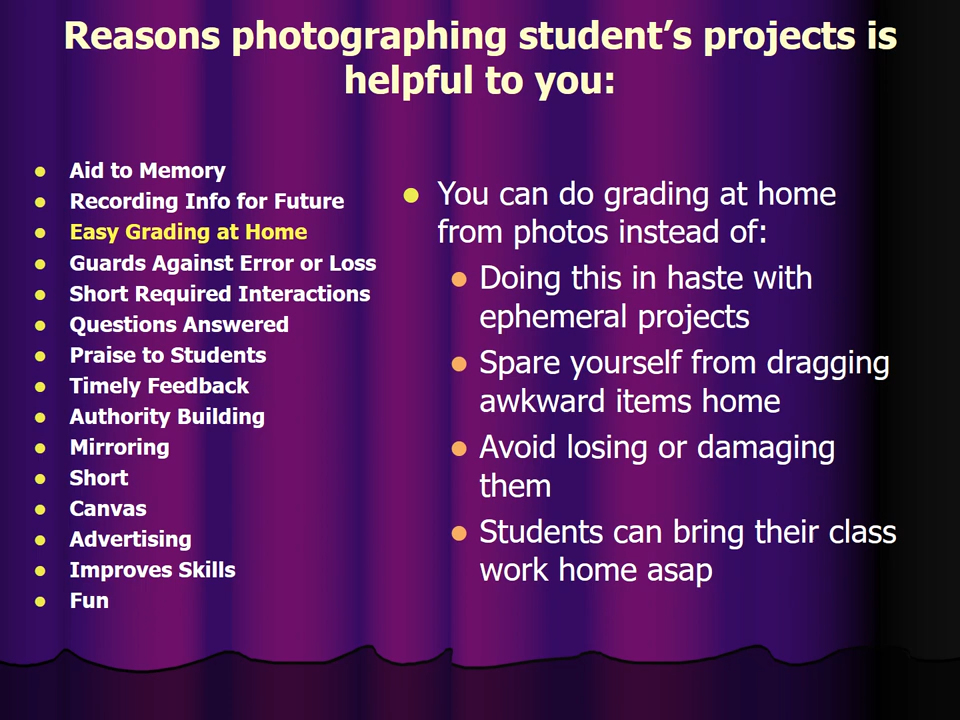 Reasons photographing student’s projects is
helpful to you:
Aid to Memory
Recording Info for Future
Easy Grading at Home
Guards Against Error or Loss
Short Required Interactions
Questions Answered
Praise to Students
Timely Feedback
Authority Building
Mirroring
Short
Canvas
Advertising
Improves Skills
Fun
You can do grading at home
from photos instead of:
Doing this in haste with
ephemeral projects
Spare yourself from dragging
awkward items home
Avoid losing or damaging
them
Students can bring their class
work home asap